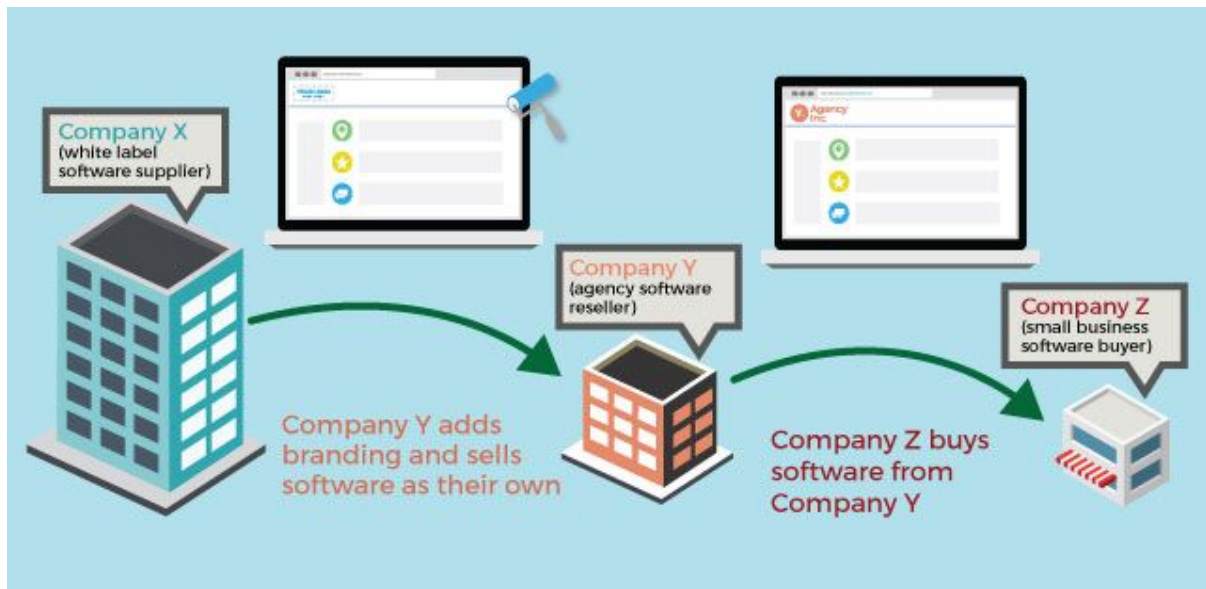 Company X
(white label
software supplier)
Agency
Inc
Company Y
(agency software
reseller)
Company Z
(small business
software buyer)
Company Y adds
branding and sells
software as their own
Company Z buys
software from
Company Y